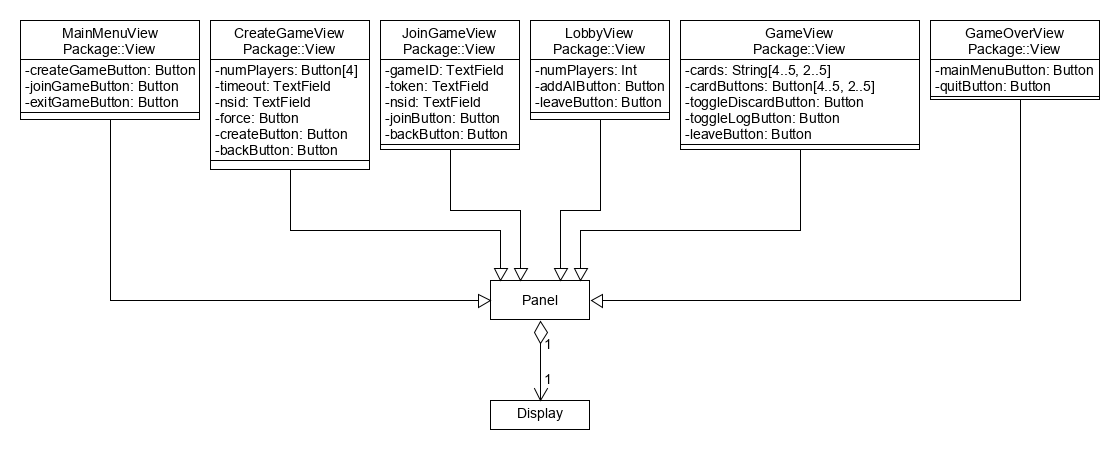 MainMenuView
Package::View
-createGameButton: Button
-joinGameButton: Button
-exitGameButton: Button
CreateGameView
Package::View
-numPlayers: Button[4]
-timeout: TextField
-nsid: TextField
-force: Button
-createButton: Button
-backButton: Button
JoinGameView
Package::View
-gameID: TextField
-token: TextField
-nsid: TextField
-joinButton: Button
-backButton: Button
LobbyView
Package::View
-numPlayers: Int
-addAIButton: Button
-leaveButton: Button
GameView
Package::View
-cards: String[4..5, 2..5]
-cardButtons: Button[4..5, 2..5]
-toggleDiscardButton: Button
-toggleLogButton: Button
-leaveButton: Button
GameOverView
Package::View
-mainMenuButton: Button
-quitButton: Button
Panel
1
1
Display